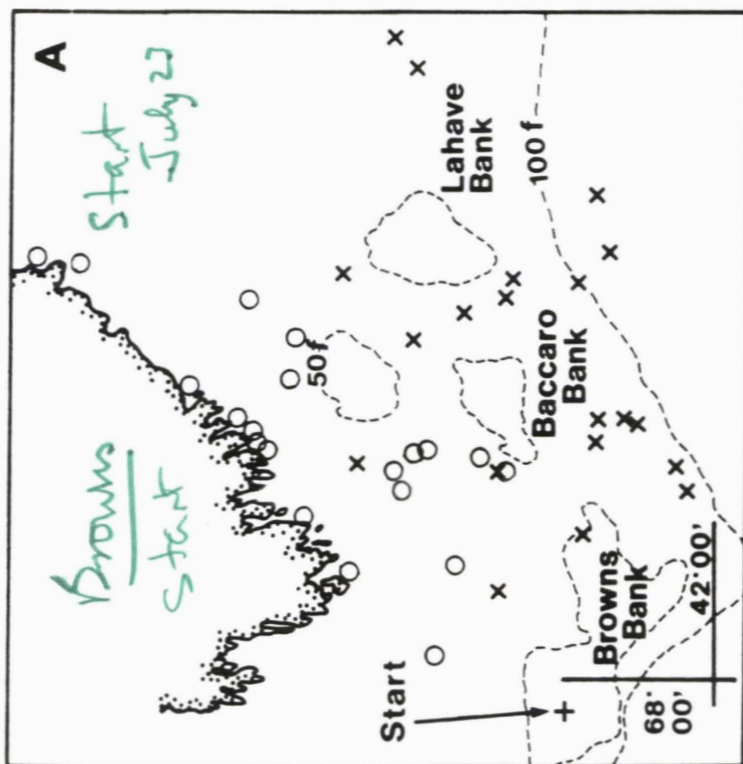 A
Start
July 23
Browns
Start
Lahave
Bank
100 f
50 f
Baccaro
Bank
Browns
Bank
Start
42°00'
68°
00'